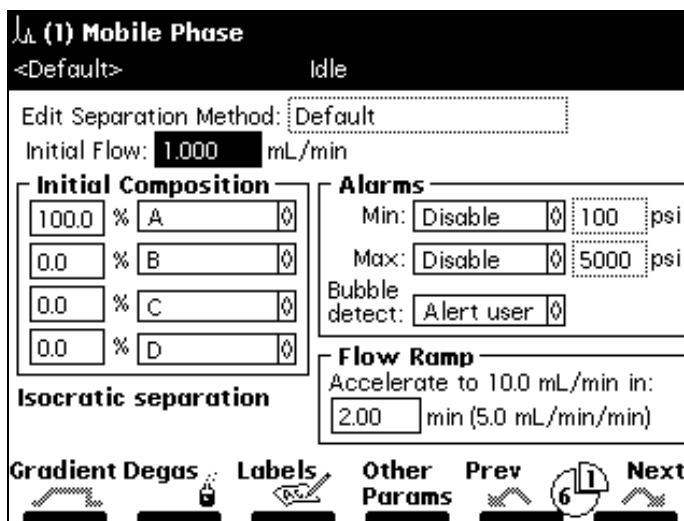 (1) Mobile Phase
<Default> Idle
Edit Separation Method: Default
Initial Flow: 1.000 mL/min
Initial Composition
100.0 % A
0.0 % B
0.0 % C
0.0 % D
Isocratic separation
Alarms
Min: Disable 100 psi
Max: Disable 5000 psi
Bubble
detect: Alert user
Flow Ramp
Accelerate to 10.0 mL/min in:
2.00 min (5.0 mL/min/min)
Gradient Degas Labels Other Params Prev 1 6 Next